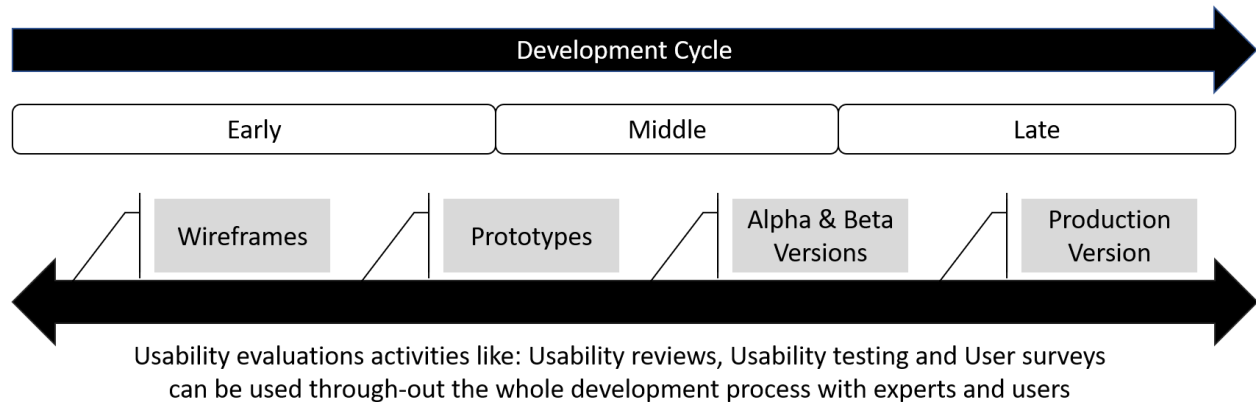 Development Cycle
Early
Middle
Late
Wireframes
Prototypes
Alpha & Beta
Versions
Production
Version
Usability evaluations activities like: Usability reviews, Usability testing and User surveys
can be used through-out the whole development process with experts and users